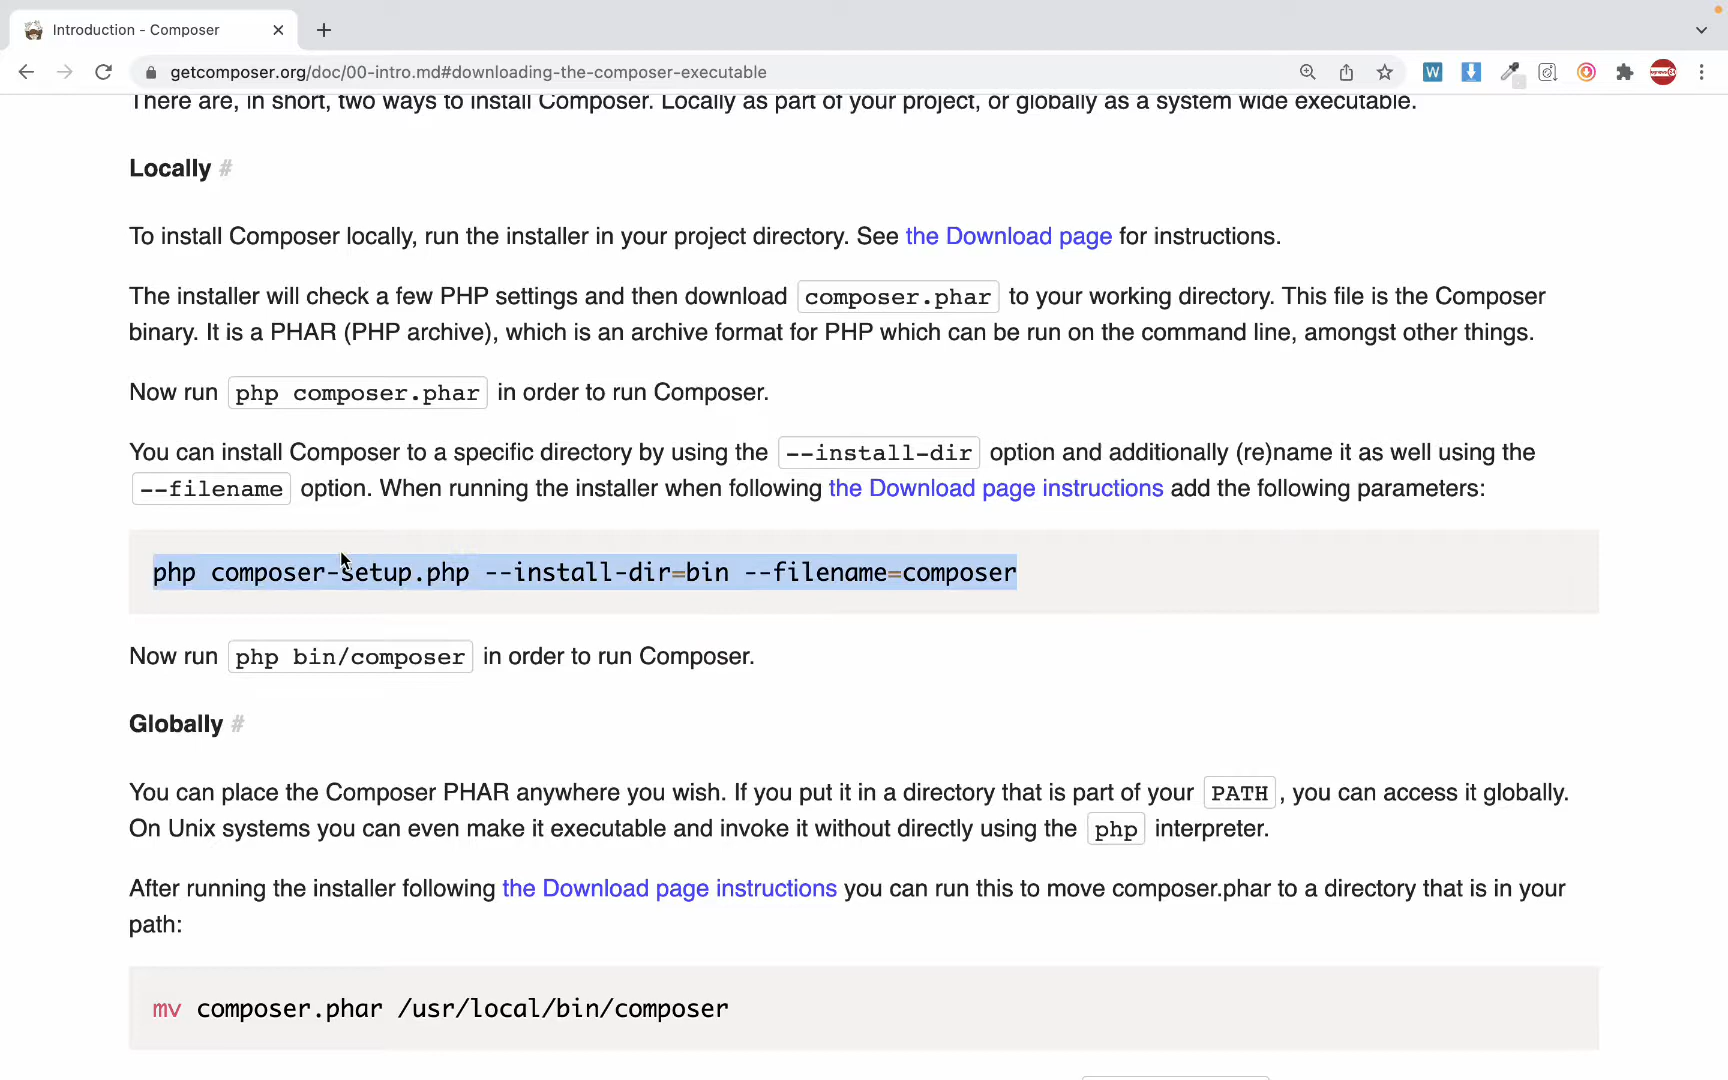 Introduction - Composer
getcomposer.org/doc/00-intro.md#downloading-the-composer-executable
W
There are, in short, two ways to install Composer. Locally as part of your project, or globally as a system wide executable.
Locally #
To install Composer locally, run the installer in your project directory. See the Download page for instructions.
The installer will check a few PHP settings and then download composer.phar to your working directory. This file is the Composer
binary. It is a PHAR (PHP archive), which is an archive format for PHP which can be run on the command line, amongst other things.
Now run php composer.phar in order to run Composer.
You can install Composer to a specific directory by using the --install-dir option and additionally (re)name it as well using the
--filename option. When running the installer when following the Download page instructions add the following parameters:
php composer-setup.php --install-dir=bin --filename=composer
Now run php bin/composer in order to run Composer.
Globally #
You can place the Composer PHAR anywhere you wish. If you put it in a directory that is part of your PATH, you can access it globally.
On Unix systems you can even make it executable and invoke it without directly using the php interpreter.
After running the installer following the Download page instructions you can run this to move composer.phar to a directory that is in your
path:
mv composer.phar /usr/local/bin/composer